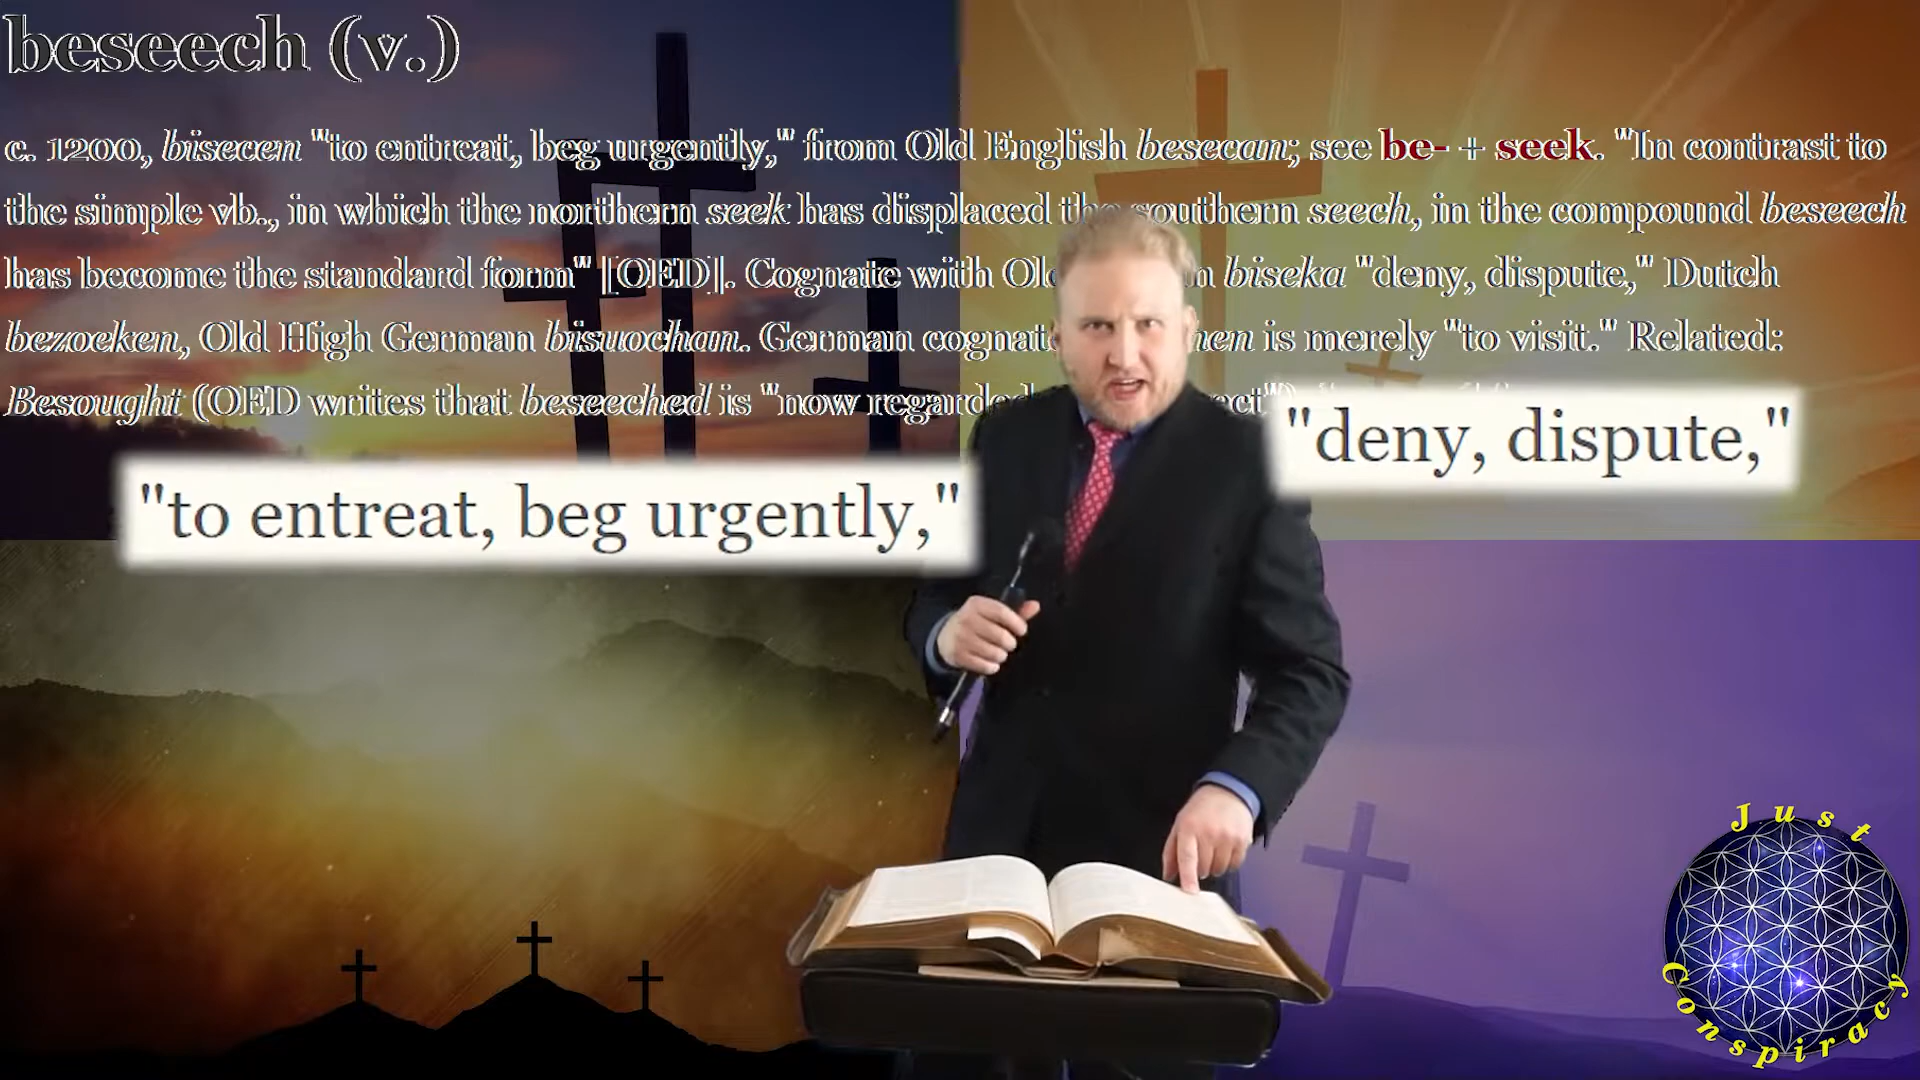 beseech (v.)
c. 1200, bisecen "to entreat, beg urgently," from Old English besecan; see be- + seek. "In contrast to
the simple vb., in which the northern seek has displaced the southern seech, in the compound beseech
has become the standard form" [OED]. Cognate with Old biseka "deny, dispute," Dutch
bezoeken, Old High German bisuochan. German cognate is merely "to visit." Related:
Besought (OED writes that beseeched is "now regarded
"deny, dispute,"
"to entreat, beg urgently,"
Just
Conspiracy